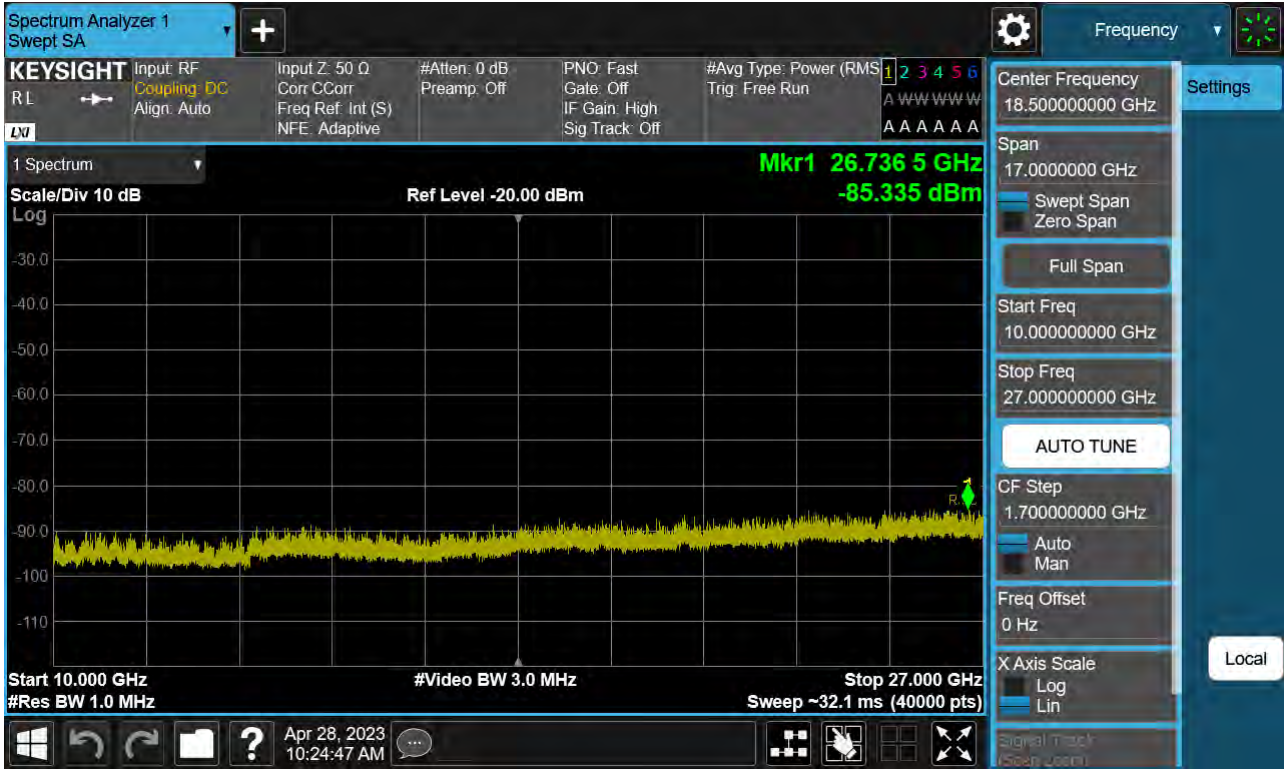 Spectrum Analyzer 1
Swept SA
+
Frequency
KEYSIGHT
RL
LXI
Input: RF
Coupling: DC
Align: Auto
Input Z: 50 Ω
Corr CCorr
Freq Ref: Int (S)
NFE: Adaptive
#Atten: 0 dB
Preamp: Off
PNO: Fast
Gate: Off
IF Gain: High
Sig Track: Off
#Avg Type: Power (RMS
Trig: Free Run
1 2 3 4 5 6
A W W W W W
A A A A A A
1 Spectrum
Mkr1 26.736 5 GHz
-85.335 dBm
Scale/Div 10 dB
Ref Level -20.00 dBm
Log
-30.0
-40.0
-50.0
-60.0
-70.0
-80.0
-90.0
-100
-110
1
Start 10.000 GHz
#Video BW 3.0 MHz
Stop 27.000 GHz
#Res BW 1.0 MHz
Sweep ~32.1 ms (40000 pts)
Center Frequency
18.500000000 GHz
Settings
Span
17.0000000 GHz
Swept Span
Zero Span
Full Span
Start Freq
10.000000000 GHz
Stop Freq
27.000000000 GHz
AUTO TUNE
CF Step
1.700000000 GHz
Auto
Man
Freq Offset
0 Hz
X Axis Scale
Log
Lin
Signal Track
(Span Zoom)
Local
?
Apr 28, 2023
10:24:47 AM